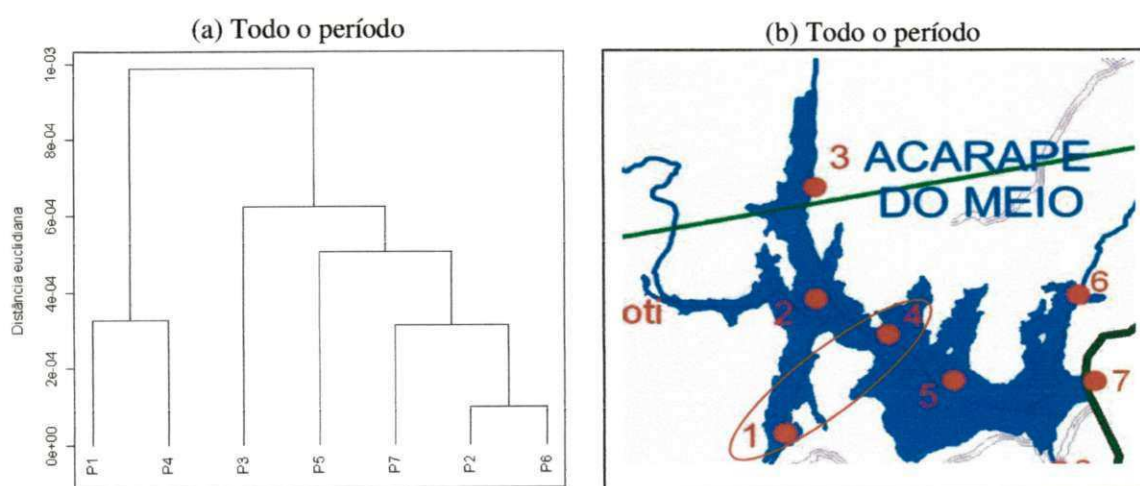 (a) Todo o período
Distância euclidiana
1e-03
8e-04
6e-04
4e-04
2e-04
0e+00
P1
P4
P3
P5
P7
P2
P6
(b) Todo o período
3 ACARAPE
DO MEIO
oti
2
4
6
5
7
1